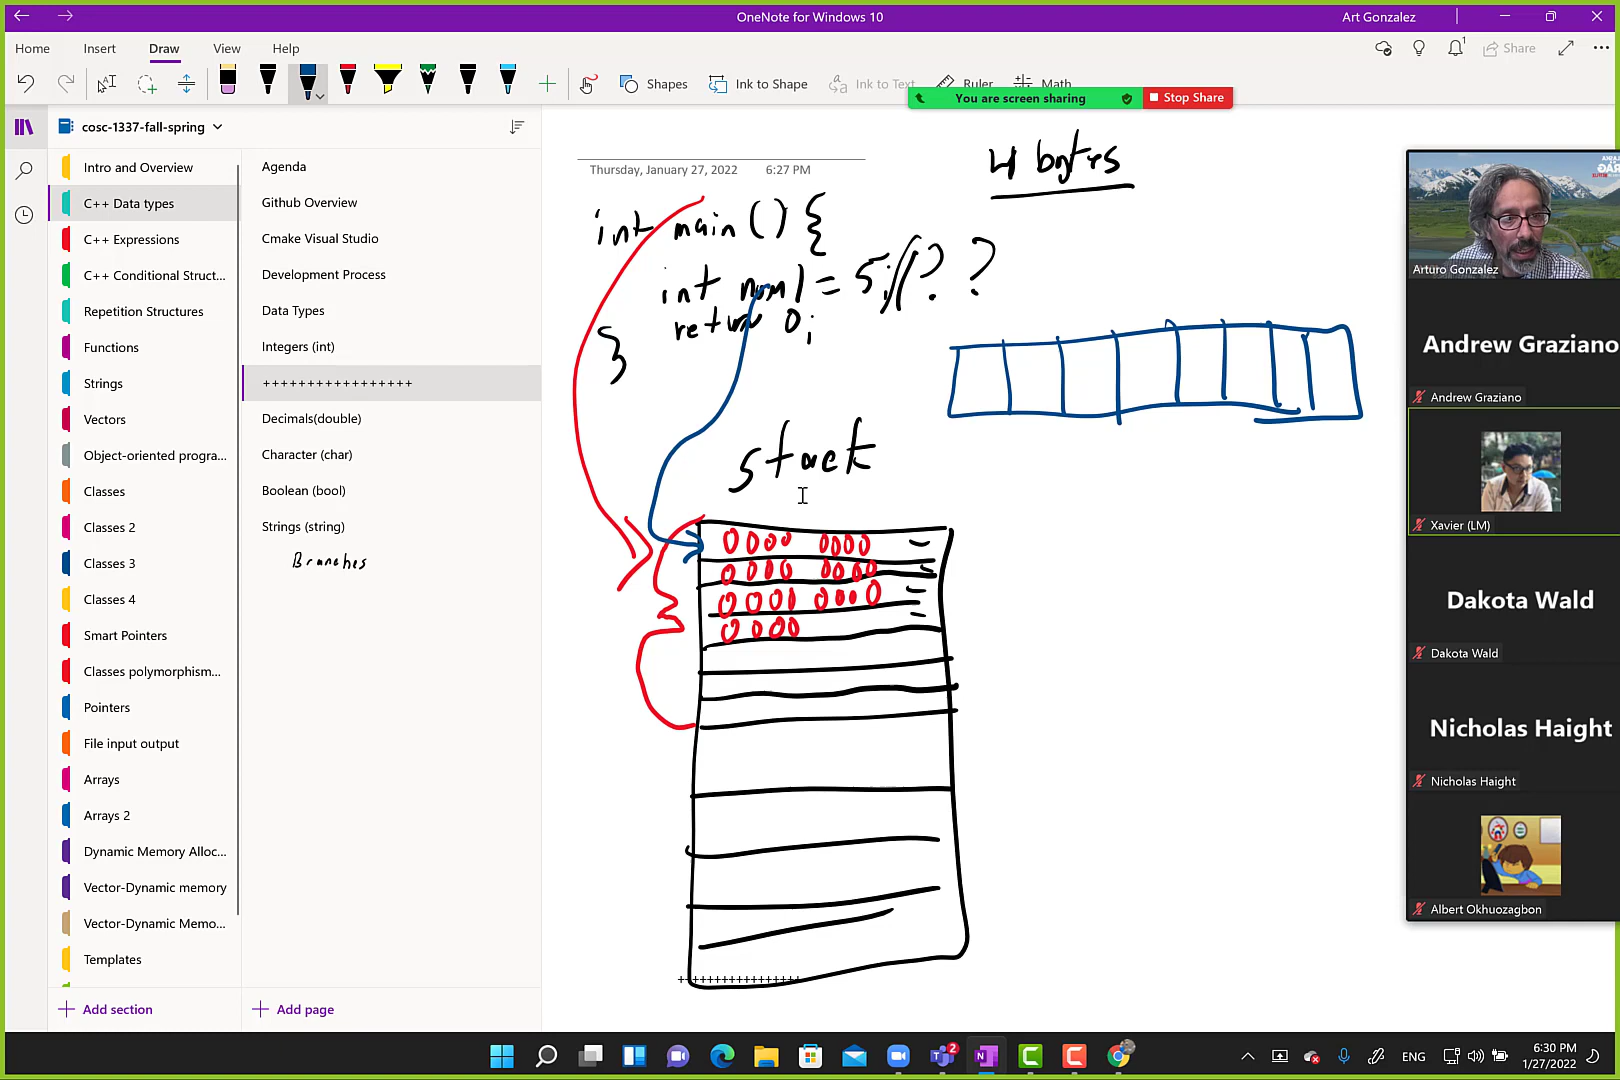 OneNote for Windows 10
Art Gonzalez
Home Insert Draw View Help
1 Share
Shapes Ink to Shape Ink to Text Ruler Math
You are screen sharing Stop Share
cosc-1337-fall-spring
Intro and Overview
C++ Data types
C++ Expressions
C++ Conditional Struct...
Repetition Structures
Functions
Strings
Vectors
Object-oriented progra...
Classes
Classes 2
Classes 3
Classes 4
Smart Pointers
Classes polymorphism...
Pointers
File input output
Arrays
Arrays 2
Dynamic Memory Alloc...
Vector-Dynamic memory
Vector-Dynamic Memo...
Templates
Add section
Agenda
Github Overview
Cmake Visual Studio
Development Process
Data Types
Integers (int)
+++++++++++++++++
Decimals(double)
Character (char)
Boolean (bool)
Strings (string)
Branches
Add page
Thursday, January 27, 2022 6:27 PM
4 bytes
int main () {
int num1 = 5;//? ?
return 0;
}
stack
0000 0000
0000 0000
0000 0000
0000
Arturo Gonzalez
Andrew Graziano
Andrew Graziano
Xavier (LM)
Dakota Wald
Dakota Wald
Nicholas Haight
Nicholas Haight
Albert Okhuozagbon
2
ENG
6:30 PM
1/27/2022